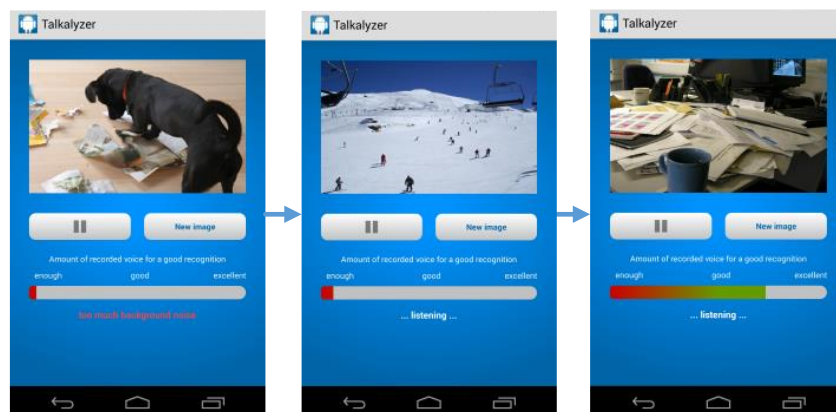 Talkalyzer
New image
Amount of recorded voice for a good recognition
enough good excellent
too much background noise
Talkalyzer
New image
Amount of recorded voice for a good recognition
enough good excellent
... listening ...
Talkalyzer
New image
Amount of recorded voice for a good recognition
enough good excellent
... listening ...